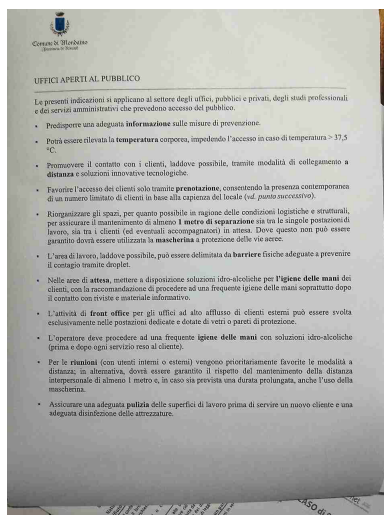 Comune di Mondaino
UFFICI APERTI AL PUBBLICO
Le presenti indicazioni si applicano al settore degli uffici, pubblici e privati, degli studi professionali
e dei servizi amministrativi che prevedono accesso del pubblico.
• Predisporre una adeguata informazione sulle misure di prevenzione.
• Potrà essere rilevata la temperatura corporea, impedendo l'accesso in caso di temperatura > 37,5
°C.
• Promuovere il contatto con i clienti, laddove possibile, tramite modalità di collegamento a
distanza e soluzioni innovative tecnologiche.
• Favorire l'accesso dei clienti solo tramite prenotazione, consentendo la presenza contemporanea
di un numero limitato di clienti in base alla capienza del locale (vd. punto successivo).
• Riorganizzare gli spazi, per quanto possibile in ragione delle condizioni logistiche e strutturali,
per assicurare il mantenimento di almeno 1 metro di separazione sia tra le singole postazioni di
lavoro, sia tra i clienti (ed eventuali accompagnatori) in attesa. Dove questo non può essere
garantito dovrà essere utilizzata la mascherina a protezione delle vie aeree.
• L'area di lavoro, laddove possibile, può essere delimitata da barriere fisiche adeguate a prevenire
il contagio tramite droplet.
• Nelle aree di attesa, mettere a disposizione soluzioni idro-alcoliche per l'igiene delle mani dei
clienti, con la raccomandazione di procedere ad una frequente igiene delle mani soprattutto dopo
il contatto con riviste e materiale informativo.
• L'attività di front office per gli uffici ad alto afflusso di clienti esterni può essere svolta
esclusivamente nelle postazioni dedicate e dotate di vetri o pareti di protezione.
• L'operatore deve procedere ad una frequente igiene delle mani con soluzioni idro-alcoliche
(prima e dopo ogni servizio reso al cliente).
• Per le riunioni (con utenti interni o esterni) vengono prioritariamente favorite le modalità a
distanza; in alternativa, dovrà essere garantito il rispetto del mantenimento della distanza
interpersonale di almeno 1 metro e, in caso sia prevista una durata prolungata, anche l'uso della
mascherina.
• Assicurare una adeguata pulizia delle superfici di lavoro prima di servire un nuovo cliente e una
adeguata disinfezione delle attrezzature.